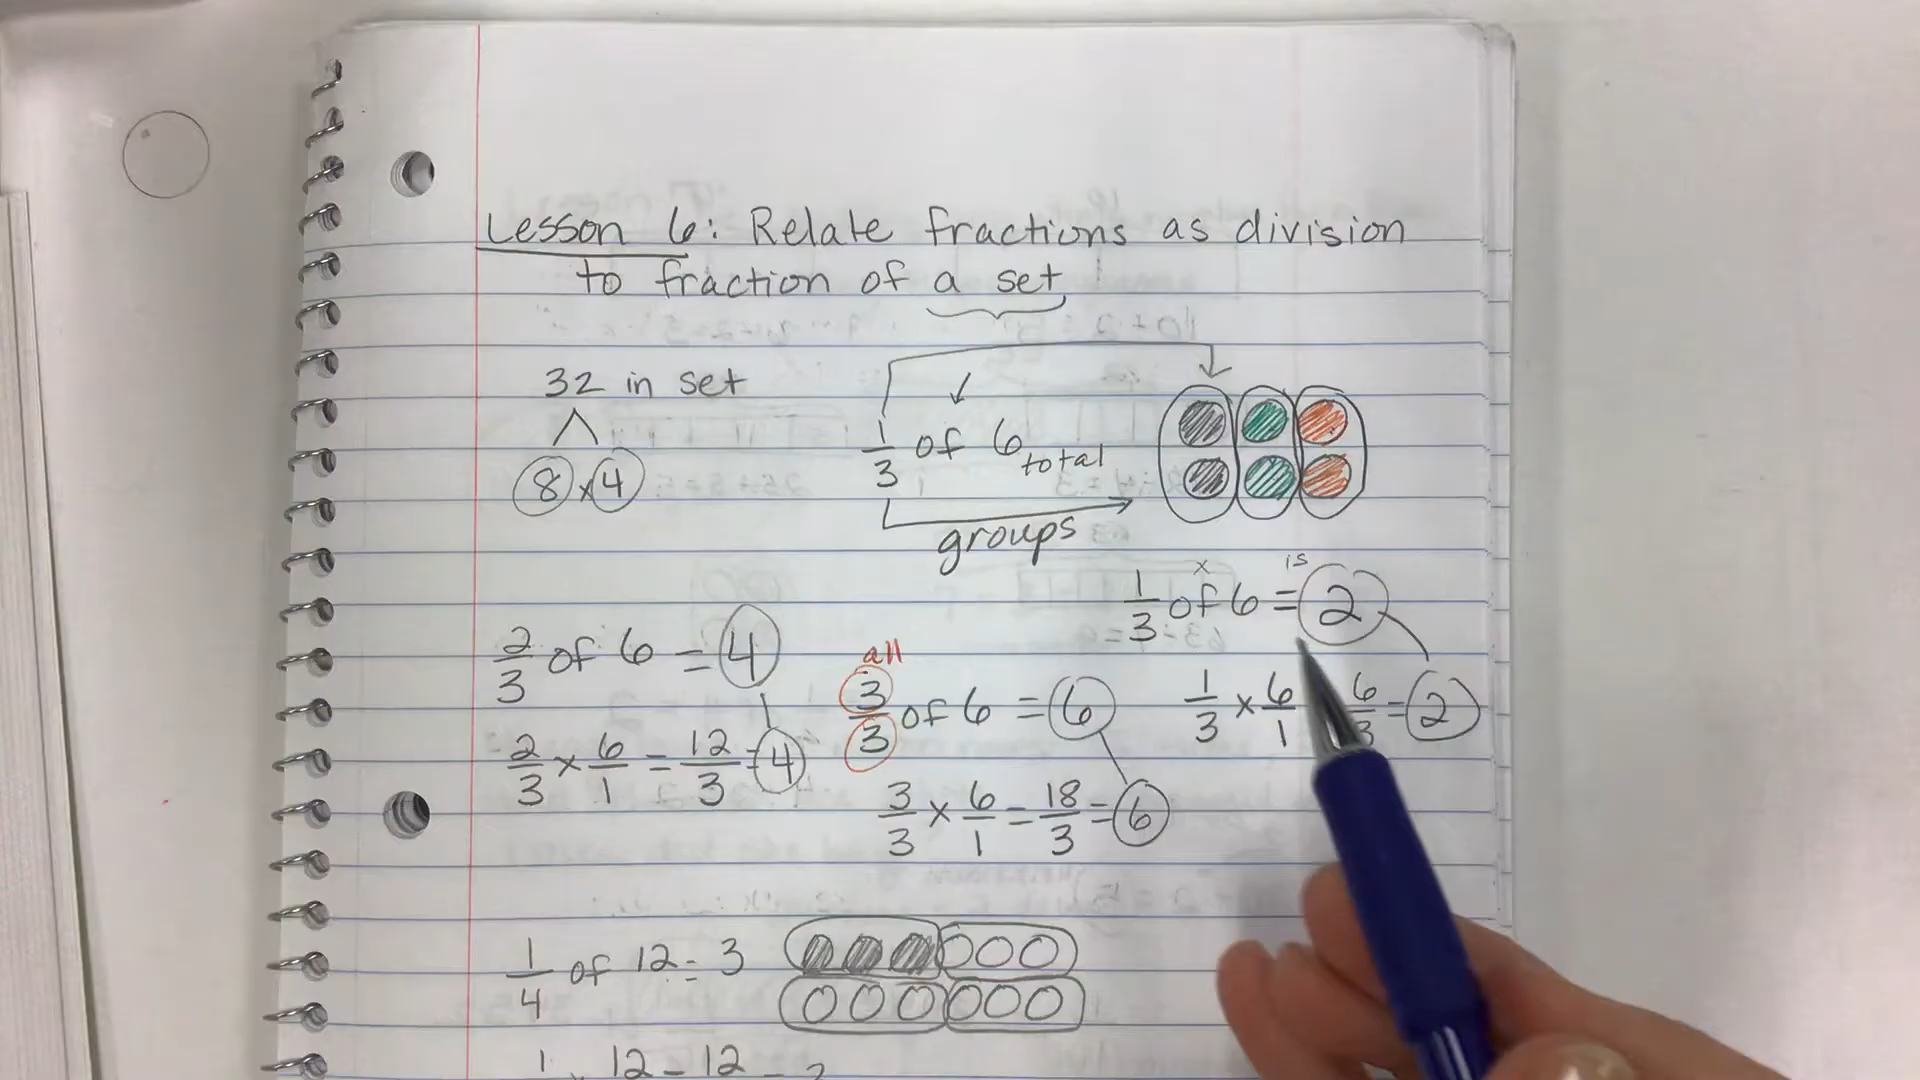 Lesson 6: Relate fractions as division
to fraction of a set
32 in set
8 x 4
1/3 of 6 total
groups
x is
1/3 of 6 = 2
1/3 x 6/1 6/3 = 2
2/3 of 6 = 4
2/3 x 6/1 = 12/3 = 4
all
3/3 of 6 = 6
3/3 x 6/1 = 18/3 = 6
1/4 of 12 = 3
1 x 12 = 12 =